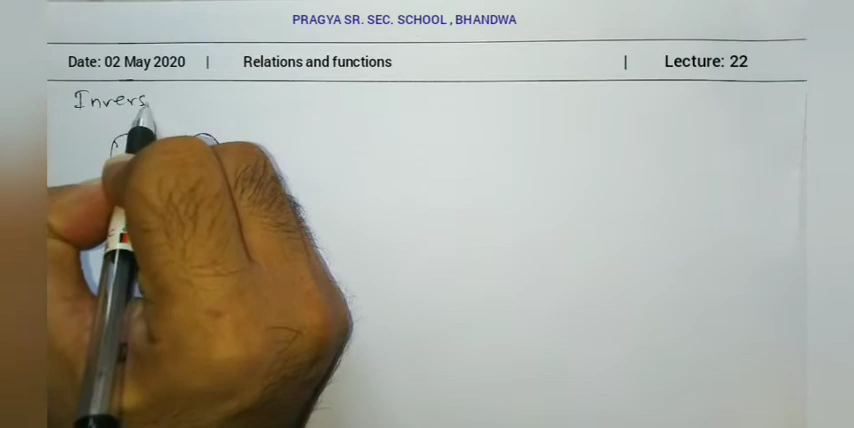 PRAGYA SR. SEC. SCHOOL , BHANDWA
Date: 02 May 2020 | Relations and functions | Lecture: 22
Invers